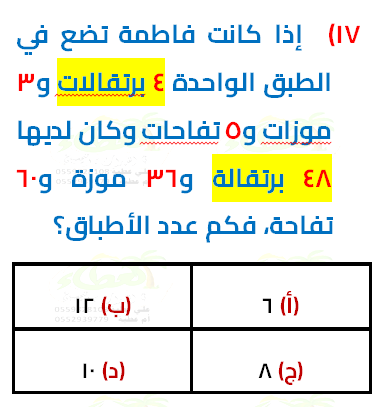 ١٧) إذا كانت فاطمة تضع في
الطبق الواحدة ٤ برتقالات و٣
موزات و٥ تفاحات وكان لديها
٤٨ برتقالة و٣٦ موزة و٦٠
تفاحة، فكم عدد الأطباق؟
(أ) ٦
(ب) ١٢
(ج) ٨
(د) ١٠